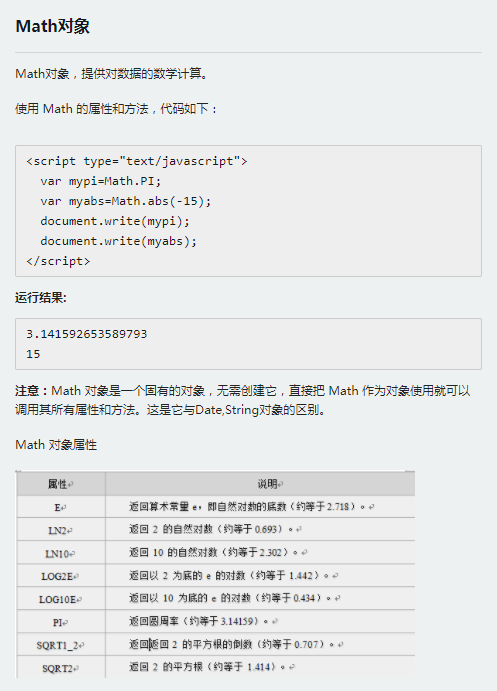 Math对象
Math对象，提供对数据的数学计算。
使用 Math 的属性和方法，代码如下：
<script type="text/javascript">
  var mypi=Math.PI;
  var myabs=Math.abs(-15);
  document.write(mypi);
  document.write(myabs);
</script>
运行结果:
3.141592653589793
15
注意：Math 对象是一个固有的对象，无需创建它，直接把 Math 作为对象使用就可以
调用其所有属性和方法。这是它与Date,String对象的区别。
Math 对象属性
属性 说明
E 返回算术常量 e，即自然对数的底数（约等于2.718）。
LN2 返回 2 的自然对数（约等于0.693）。
LN10 返回 10 的自然对数（约等于2.302）。
LOG2E 返回以 2 为底的 e 的对数（约等于 1.442）。
LOG10E 返回以 10 为底的 e 的对数（约等于0.434）。
PI 返回圆周率（约等于3.14159）。
SQRT1_2 返回返回 2 的平方根的倒数（约等于 0.707）。
SQRT2 返回 2 的平方根（约等于 1.414）。